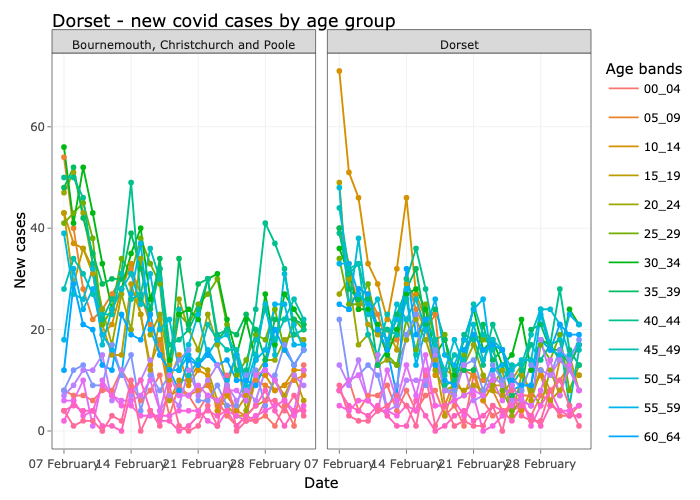 Dorset - new covid cases by age group
Bournemouth, Christchurch and Poole
Dorset
Age bands
00_04
05_09
10_14
15_19
20_24
25_29
30_34
35_39
40_44
45_49
50_54
55_59
60_64
New cases
60
40
20
0
07 February
14 February
21 February
28 February
07 February
14 February
21 February
28 February
Date